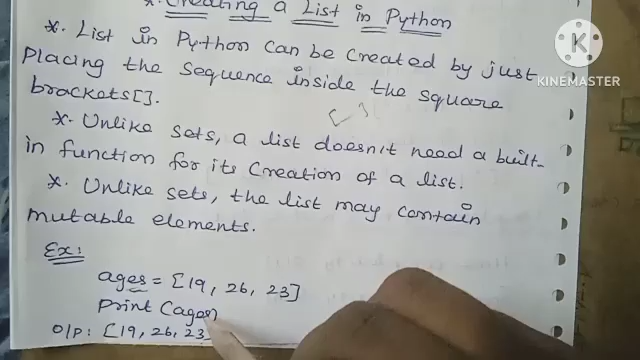 *. Creating a List in Python
*. List in Python can be created by just
placing the sequence inside the square
brackets[].
[ ]
*. Unlike sets, a list doesn't need a built-
in function for its creation of a list.
*. Unlike sets, the list may contain
mutable elements.
Ex:
ages = [19, 26, 23]
print (ages)
O/P: [19, 26, 23]
KINEMASTER